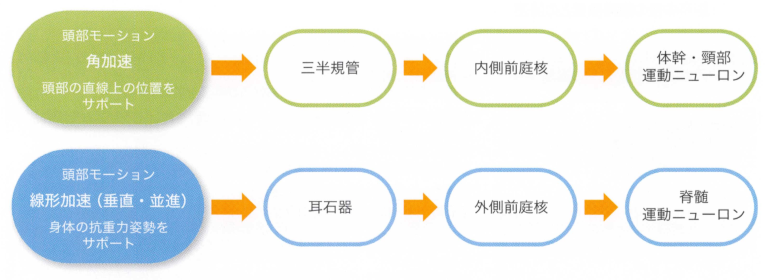 頭部モーション
角加速
頭部の直線上の位置を
サポート
三半規管
内側前庭核
体幹・頸部
運動ニューロン
頭部モーション
線形加速（垂直・並進）
身体の抗重力姿勢を
サポート
耳石器
外側前庭核
脊髄
運動ニューロン